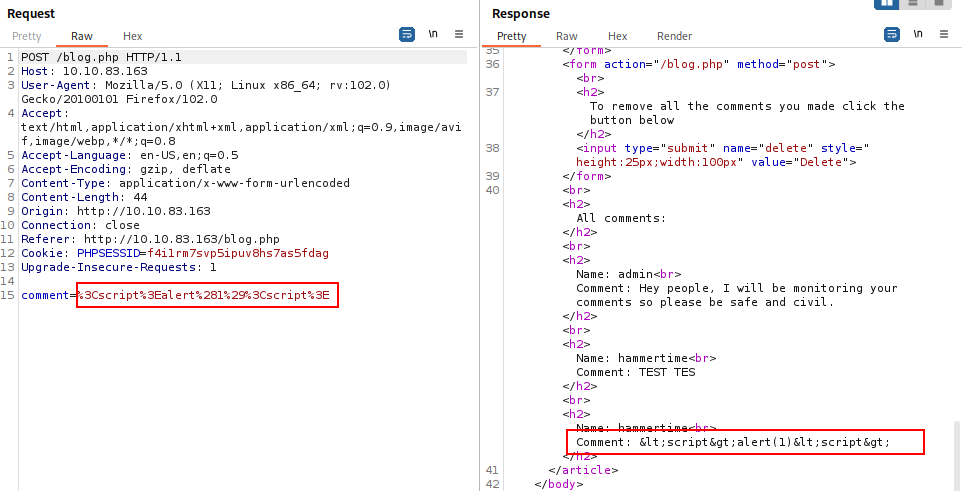 Request
Pretty Raw Hex
\n
1 POST /blog.php HTTP/1.1
2 Host: 10.10.83.163
3 User-Agent: Mozilla/5.0 (X11; Linux x86_64; rv:102.0)
Gecko/20100101 Firefox/102.0
4 Accept:
text/html,application/xhtml+xml,application/xml;q=0.9,image/avi
f,image/webp,*/*;q=0.8
5 Accept-Language: en-US,en;q=0.5
6 Accept-Encoding: gzip, deflate
7 Content-Type: application/x-www-form-urlencoded
8 Content-Length: 44
9 Origin: http://10.10.83.163
10 Connection: close
11 Referer: http://10.10.83.163/blog.php
12 Cookie: PHPSESSID=f4i1rm7svp5ipuv8hs7as5fdag
13 Upgrade-Insecure-Requests: 1
14
15 comment=%3Cscript%3Ealert%281%29%3Cscript%3E
Response
Pretty Raw Hex Render
\n
35 </form>
36 <form action="/blog.php" method="post">
<br>
37 <h2>
To remove all the comments you made click the
button below
</h2>
38 <input type="submit" name="delete" style="
height:25px;width:100px" value="Delete">
39 </form>
40 <br>
<h2>
All comments:
</h2>
<br>
<h2>
Name: admin<br>
Comment: Hey people, I will be monitoring your
comments so please be safe and civil.
</h2>
<br>
<h2>
Name: hammertime<br>
Comment: TEST TES
</h2>
<br>
<h2>
Name: hammertime<br>
Comment: &lt;script&gt;alert(1)&lt;script&gt;
</h2>
41 </article>
42 </body>